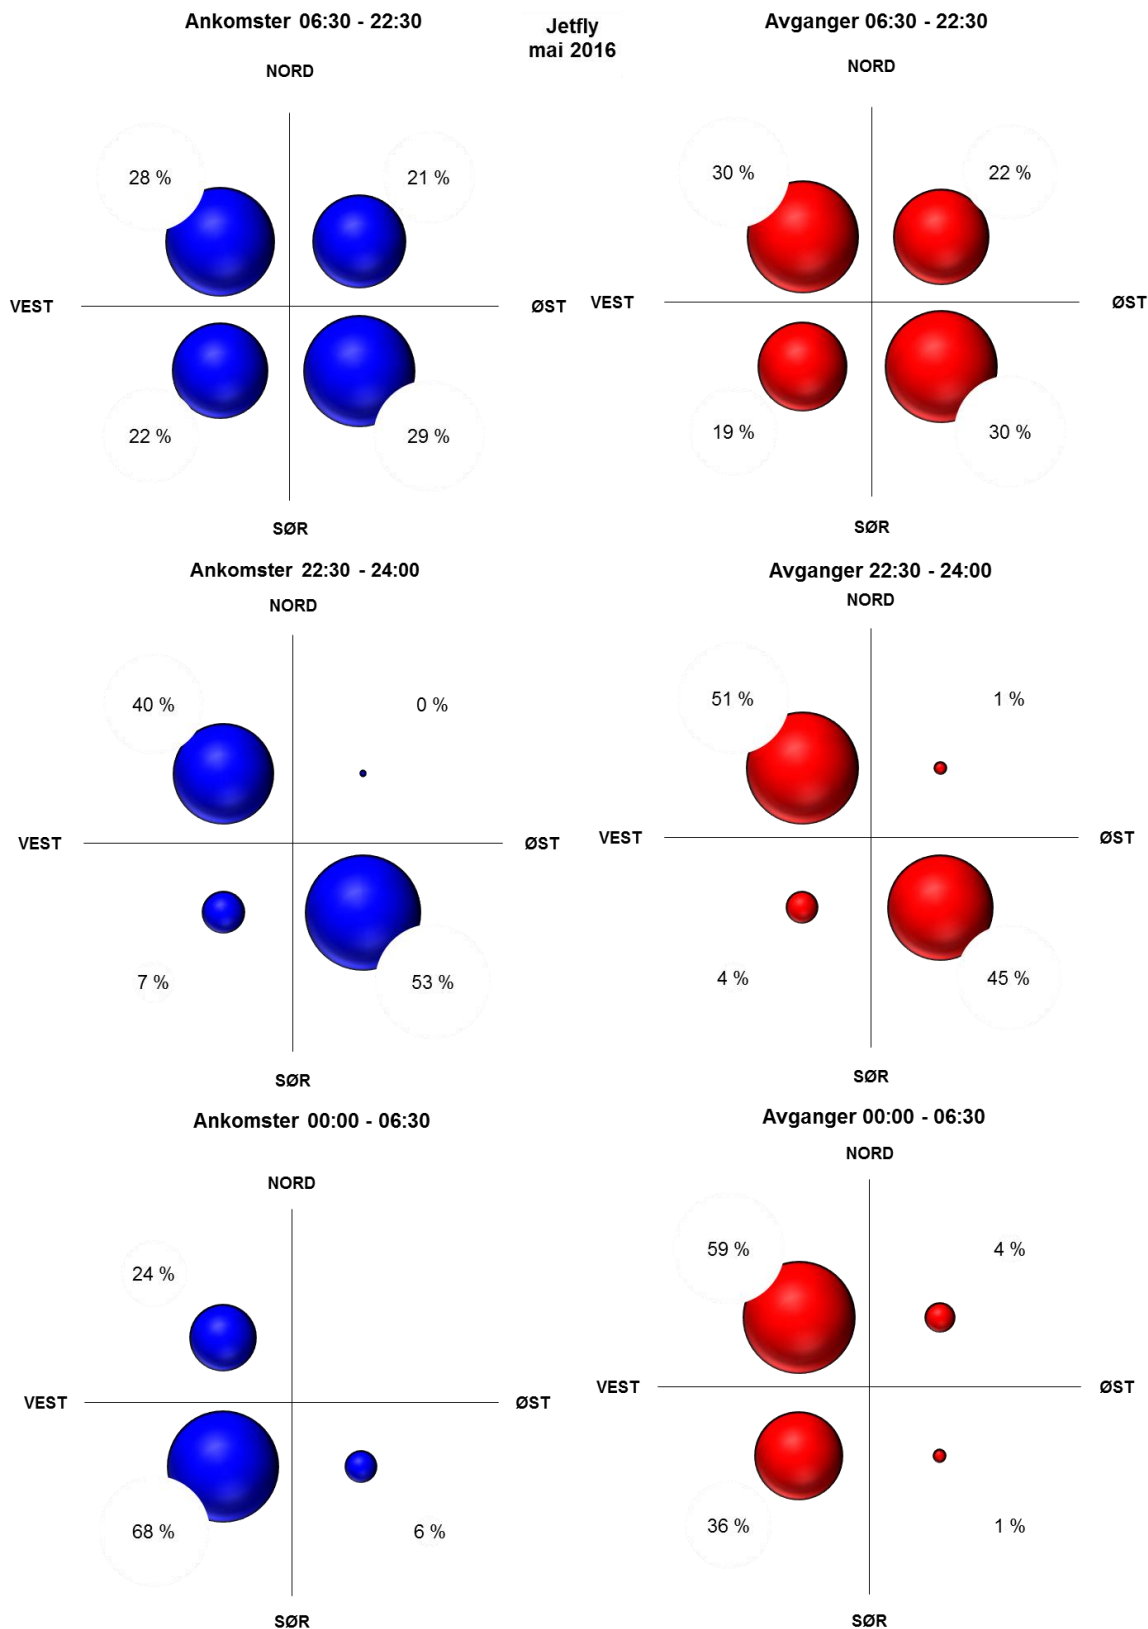 Ankomster 06:30 - 22:30
Jetfly
mai 2016
Avganger 06:30 - 22:30
NORD
28 %
21 %
VEST
ØST
22 %
29 %
SØR
NORD
30 %
22 %
VEST
ØST
19 %
30 %
SØR
Ankomster 22:30 - 24:00
NORD
40 %
0 %
VEST
ØST
7 %
53 %
SØR
Avganger 22:30 - 24:00
NORD
51 %
1 %
VEST
ØST
4 %
45 %
SØR
Ankomster 00:00 - 06:30
NORD
24 %
VEST
ØST
68 %
6 %
SØR
Avganger 00:00 - 06:30
NORD
59 %
4 %
VEST
ØST
36 %
1 %
SØR